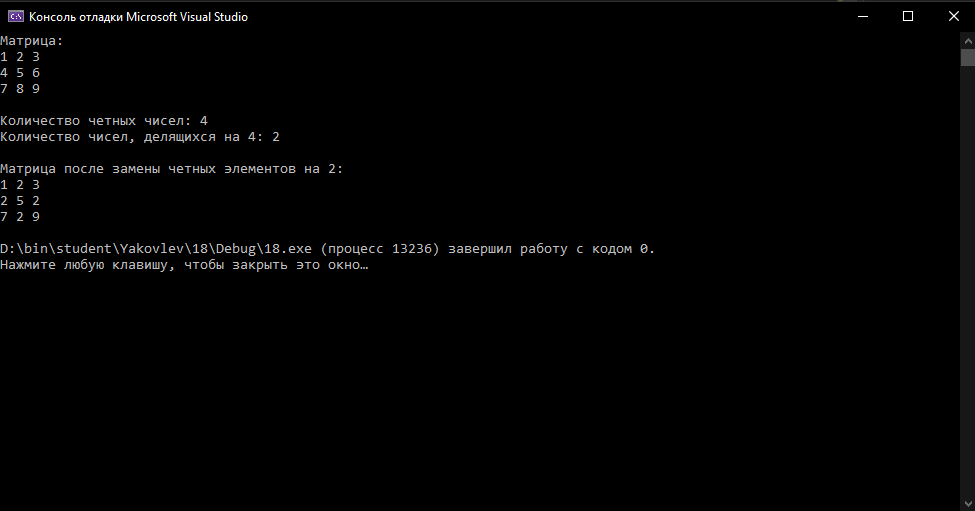 Консоль отладки Microsoft Visual Studio
Матрица:
1 2 3
4 5 6
7 8 9
Количество четных чисел: 4
Количество чисел, делящихся на 4: 2
Матрица после замены четных элементов на 2:
1 2 3
2 5 2
7 2 9
D:\bin\student\Yakovlev\18\Debug\18.exe (процесс 13236) завершил работу с кодом 0.
Нажмите любую клавишу, чтобы закрыть это окно…